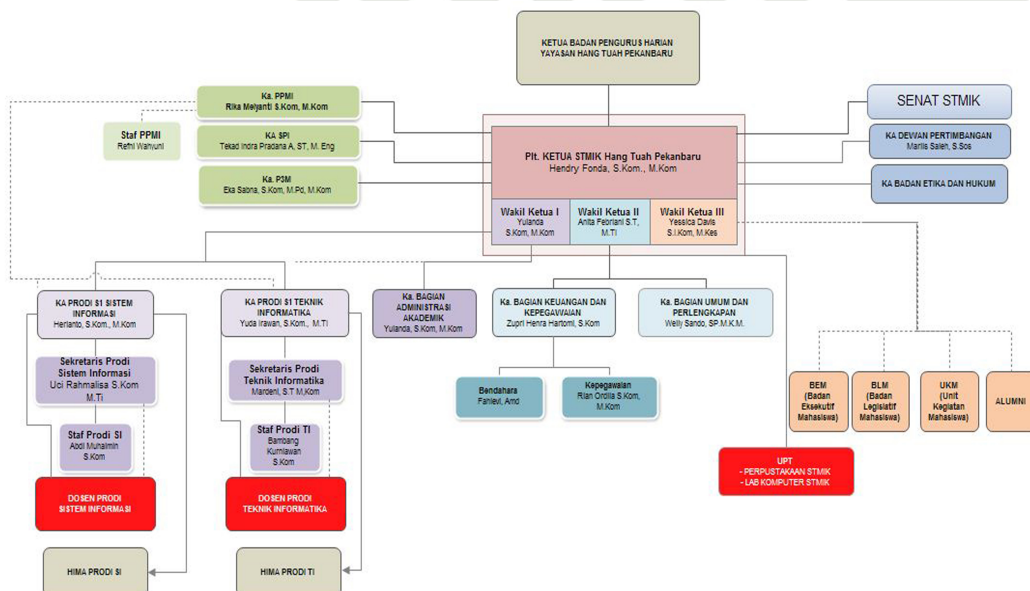 KETUA BADAN PENGURUS HARIAN
YAYASAN HANG TUAH PEKANBARU
Ka. PPMI
Rika Melyanti S.Kom, M.Kom
Staf PPMI
Refni Wahyuni
KA SPI
Tekad Indra Pradana A, ST, M. Eng
Ka. P3M
Eka Sabna, S.Kom, M.Pd, M.Kom
SENAT STMIK
KA DEWAN PERTIMBANGAN
Marlis Saleh, S.Sos
KA BADAN ETIKA DAN HUKUM
Plt. KETUA STMIK Hang Tuah Pekanbaru
Hendry Fonda, S.Kom., M.Kom
Wakil Ketua I
Yulanda
S.Kom, M.Kom
Wakil Ketua II
Anita Febriani S.T,
M.TI
Wakil Ketua III
Yessica Davis
S.I.Kom, M.Kes
KA PRODI S1 SISTEM
INFORMASI
Herianto, S.Kom., M.Kom
KA PRODI S1 TEKNIK
INFORMATIKA
Yuda Irawan, S.Kom., M.TI
Ka. BAGIAN
ADMINISTRASI
AKADEMIK
Yulanda, S.Kom, M.Kom
Ka. BAGIAN KEUANGAN DAN
KEPEGAWAIAN
Zupri Henra Hartomi, S.Kom
Ka. BAGIAN UMUM DAN
PERLENGKAPAN
Welly Sando, SP.M.K.M.
Sekretaris Prodi
Sistem Informasi
Uci Rahmalisa S.Kom
M.Ti
Sekretaris Prodi
Teknik Informatika
Mardeni, S.T M,Kom
Bendahara
Fahlevi, Amd
Kepegawaian
Rian Ordila S.Kom,
M.Kom
BEM
(Badan
Eksekutif
Mahasiswa)
BLM
(Badan
Legislatif
Mahasiswa)
UKM
(Unit
Kegiatan
Mahasiswa)
ALUMNI
Staf Prodi SI
Abdi Muhaimin
S.Kom
Staf Prodi TI
Bambang
Kurniawan
S.Kom
UPT
- PERPUSTAKAAN STMIK
- LAB KOMPUTER STMIK
DOSEN PRODI
SISTEM INFORMASI
DOSEN PRODI
TEKNIK INFORMATIKA
HIMA PRODI SI
HIMA PRODI TI